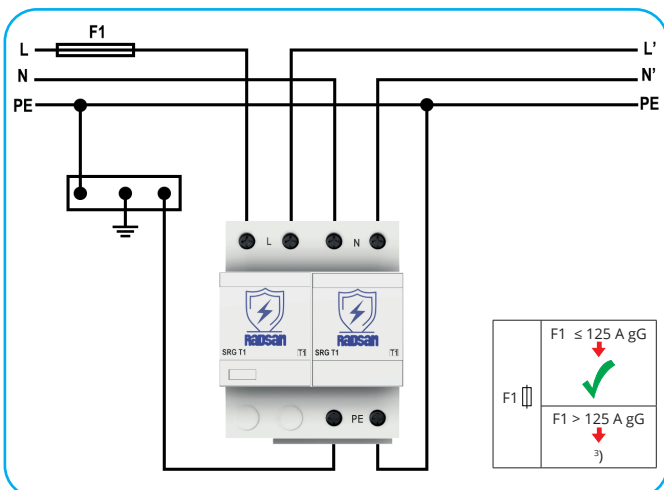 F1
L L'
N N'
PE PE
L N
RADSAN RADSAN
SRG T1 T1 SRG T1 T1
PE
F1 ≤ 125 A gG
F1
F1 > 125 A gG
3)